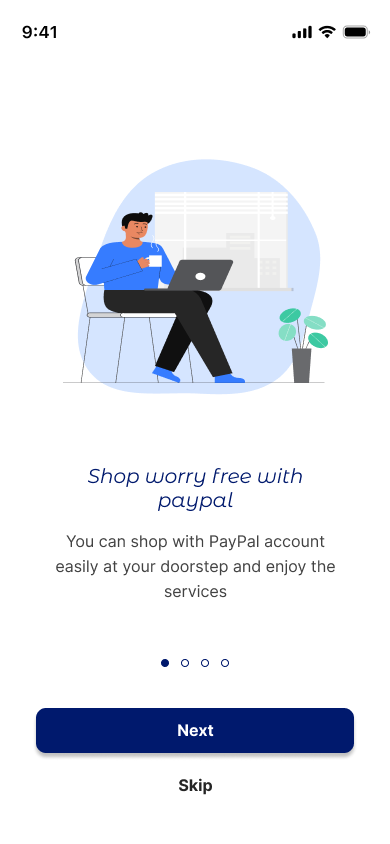 9:41
Shop worry free with
paypal
You can shop with PayPal account
easily at your doorstep and enjoy the
services
Next
Skip